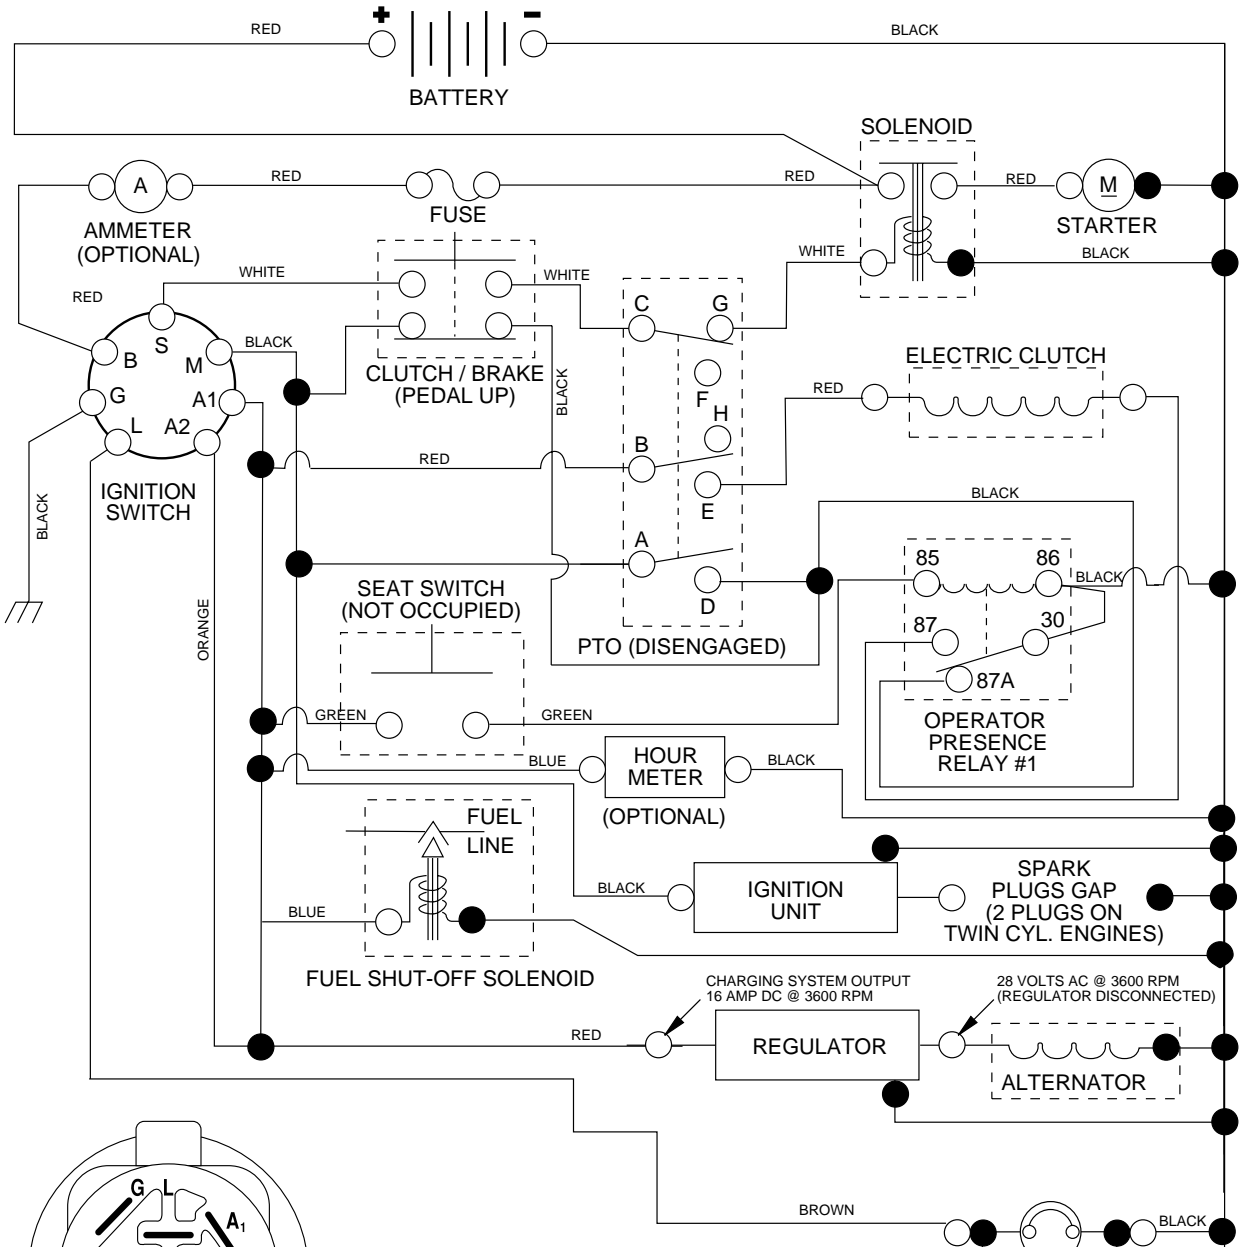 + -
RED
BLACK
BATTERY
SOLENOID
A
RED
RED
RED
M
FUSE
STARTER
AMMETER
(OPTIONAL)
WHITE
WHITE
WHITE
BLACK
RED
C
G
S
B
M
BLACK
CLUTCH / BRAKE
(PEDAL UP)
BLACK
ELECTRIC CLUTCH
F
RED
G
A1
H
L
A2
B
RED
E
IGNITION
SWITCH
BLACK
BLACK
A
D
85
86
BLACK
SEAT SWITCH
(NOT OCCUPIED)
ORANGE
87
30
PTO (DISENGAGED)
87A
GREEN
GREEN
OPERATOR
PRESENCE
RELAY #1
BLUE
HOUR
METER
BLACK
(OPTIONAL)
FUEL
LINE
SPARK
PLUGS GAP
(2 PLUGS ON
TWIN CYL. ENGINES)
BLACK
IGNITION
UNIT
BLUE
FUEL SHUT-OFF SOLENOID
CHARGING SYSTEM OUTPUT
16 AMP DC @ 3600 RPM
28 VOLTS AC @ 3600 RPM
(REGULATOR DISCONNECTED)
RED
REGULATOR
ALTERNATOR
G L
A1
BROWN
BLACK